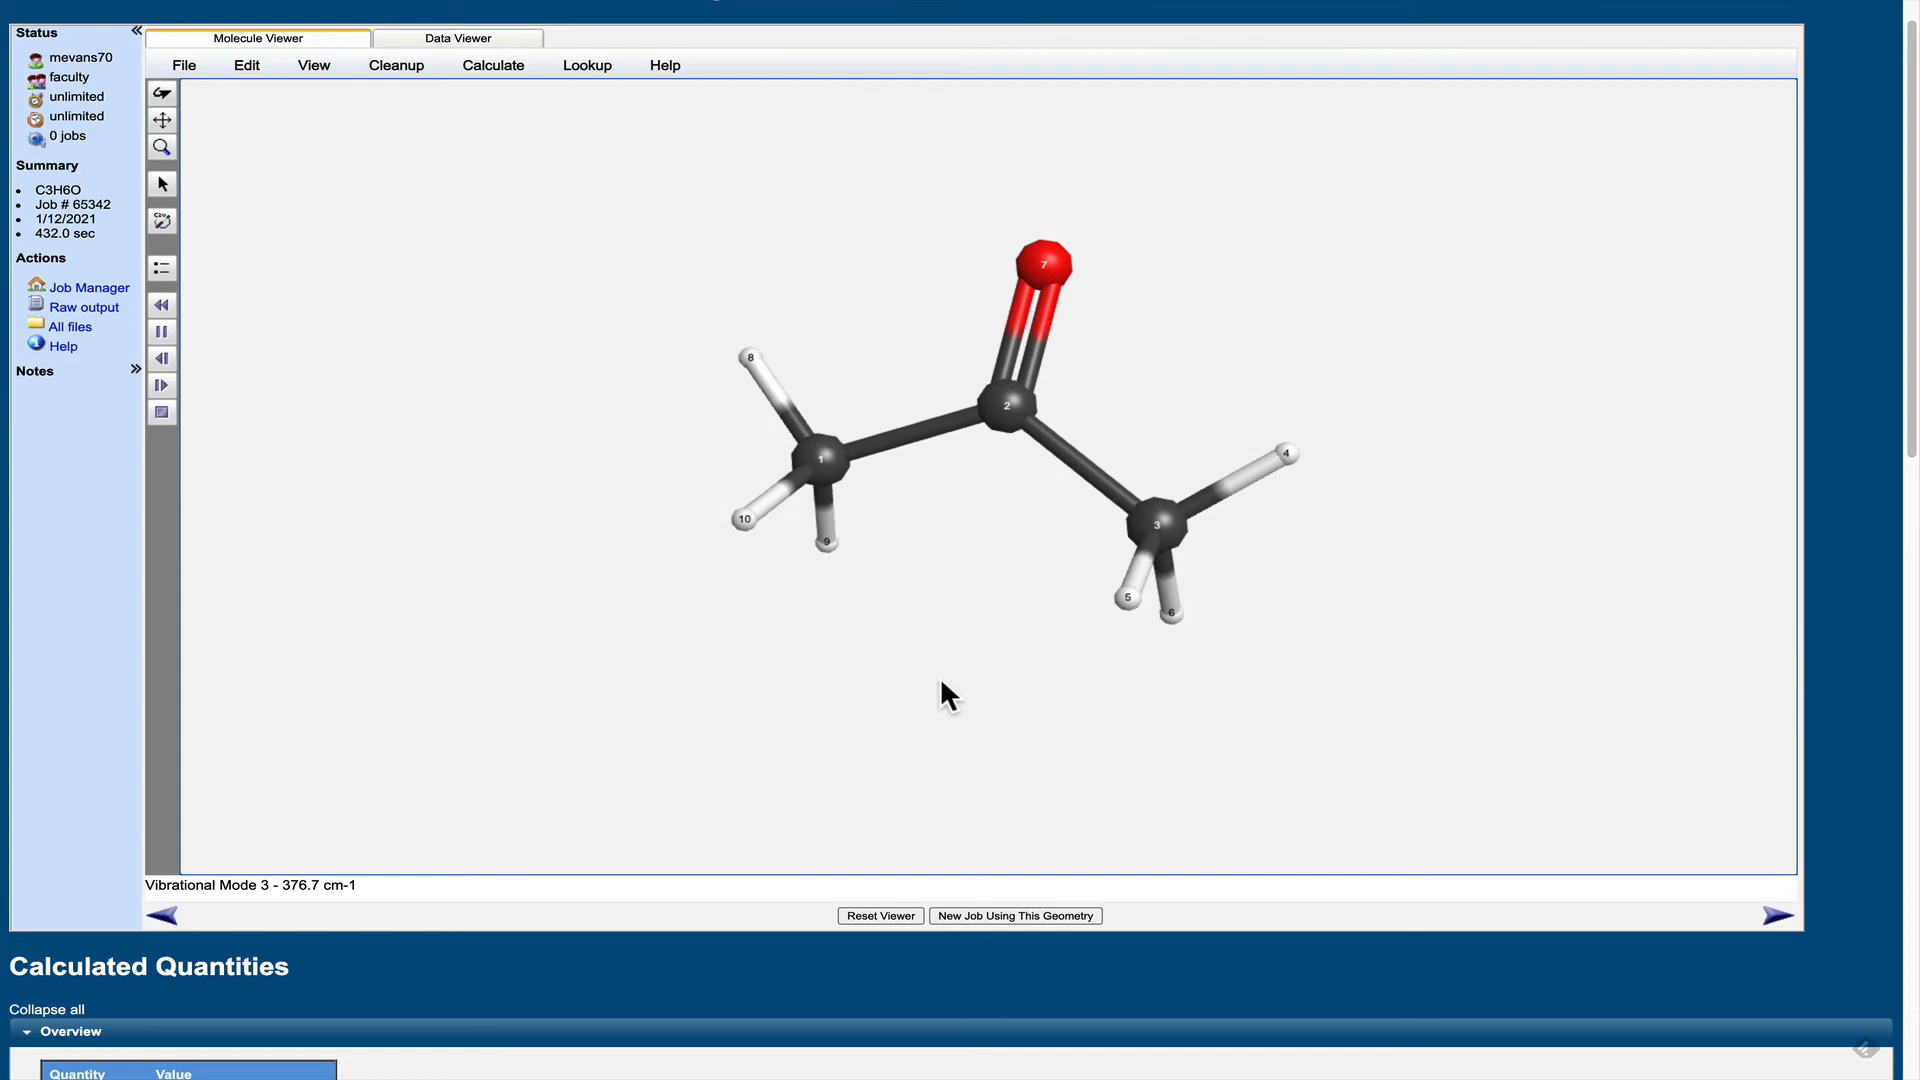 Status
mevans70
faculty
unlimited
unlimited
0 jobs
Summary
C3H6O
Job # 65342
1/12/2021
432.0 sec
Actions
Job Manager
Raw output
All files
Help
Notes
Molecule Viewer Data Viewer
File Edit View Cleanup Calculate Lookup Help
7
8
2
4
1
10
9
3
5
6
Vibrational Mode 3 - 376.7 cm-1
Reset Viewer New Job Using This Geometry
Calculated Quantities
Collapse all
Overview
Quantity Value